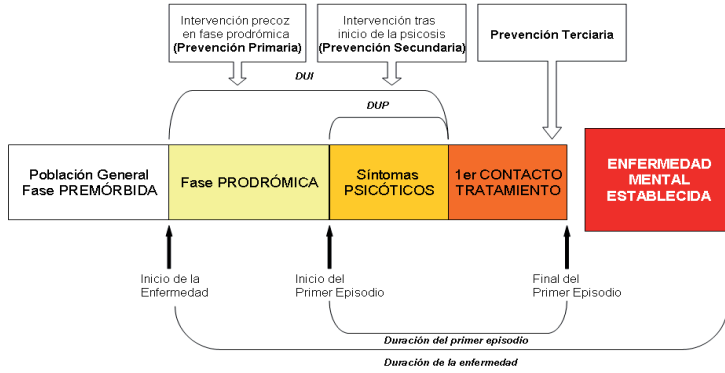 Intervención precoz
en fase prodrómica
(Prevención Primaria)
Intervención tras
inicio de la psicosis
(Prevención Secundaria)
Prevención Terciaria
DUI
DUP
Población General
Fase PREMÓRBIDA
Fase PRODRÓMICA
Síntomas
PSICÓTICOS
1er CONTACTO
TRATAMIENTO
ENFERMEDAD
MENTAL
ESTABLECIDA
Inicio de la
Enfermedad
Inicio del
Primer Episodio
Final del
Primer Episodio
Duración del primer episodio
Duración de la enfermedad